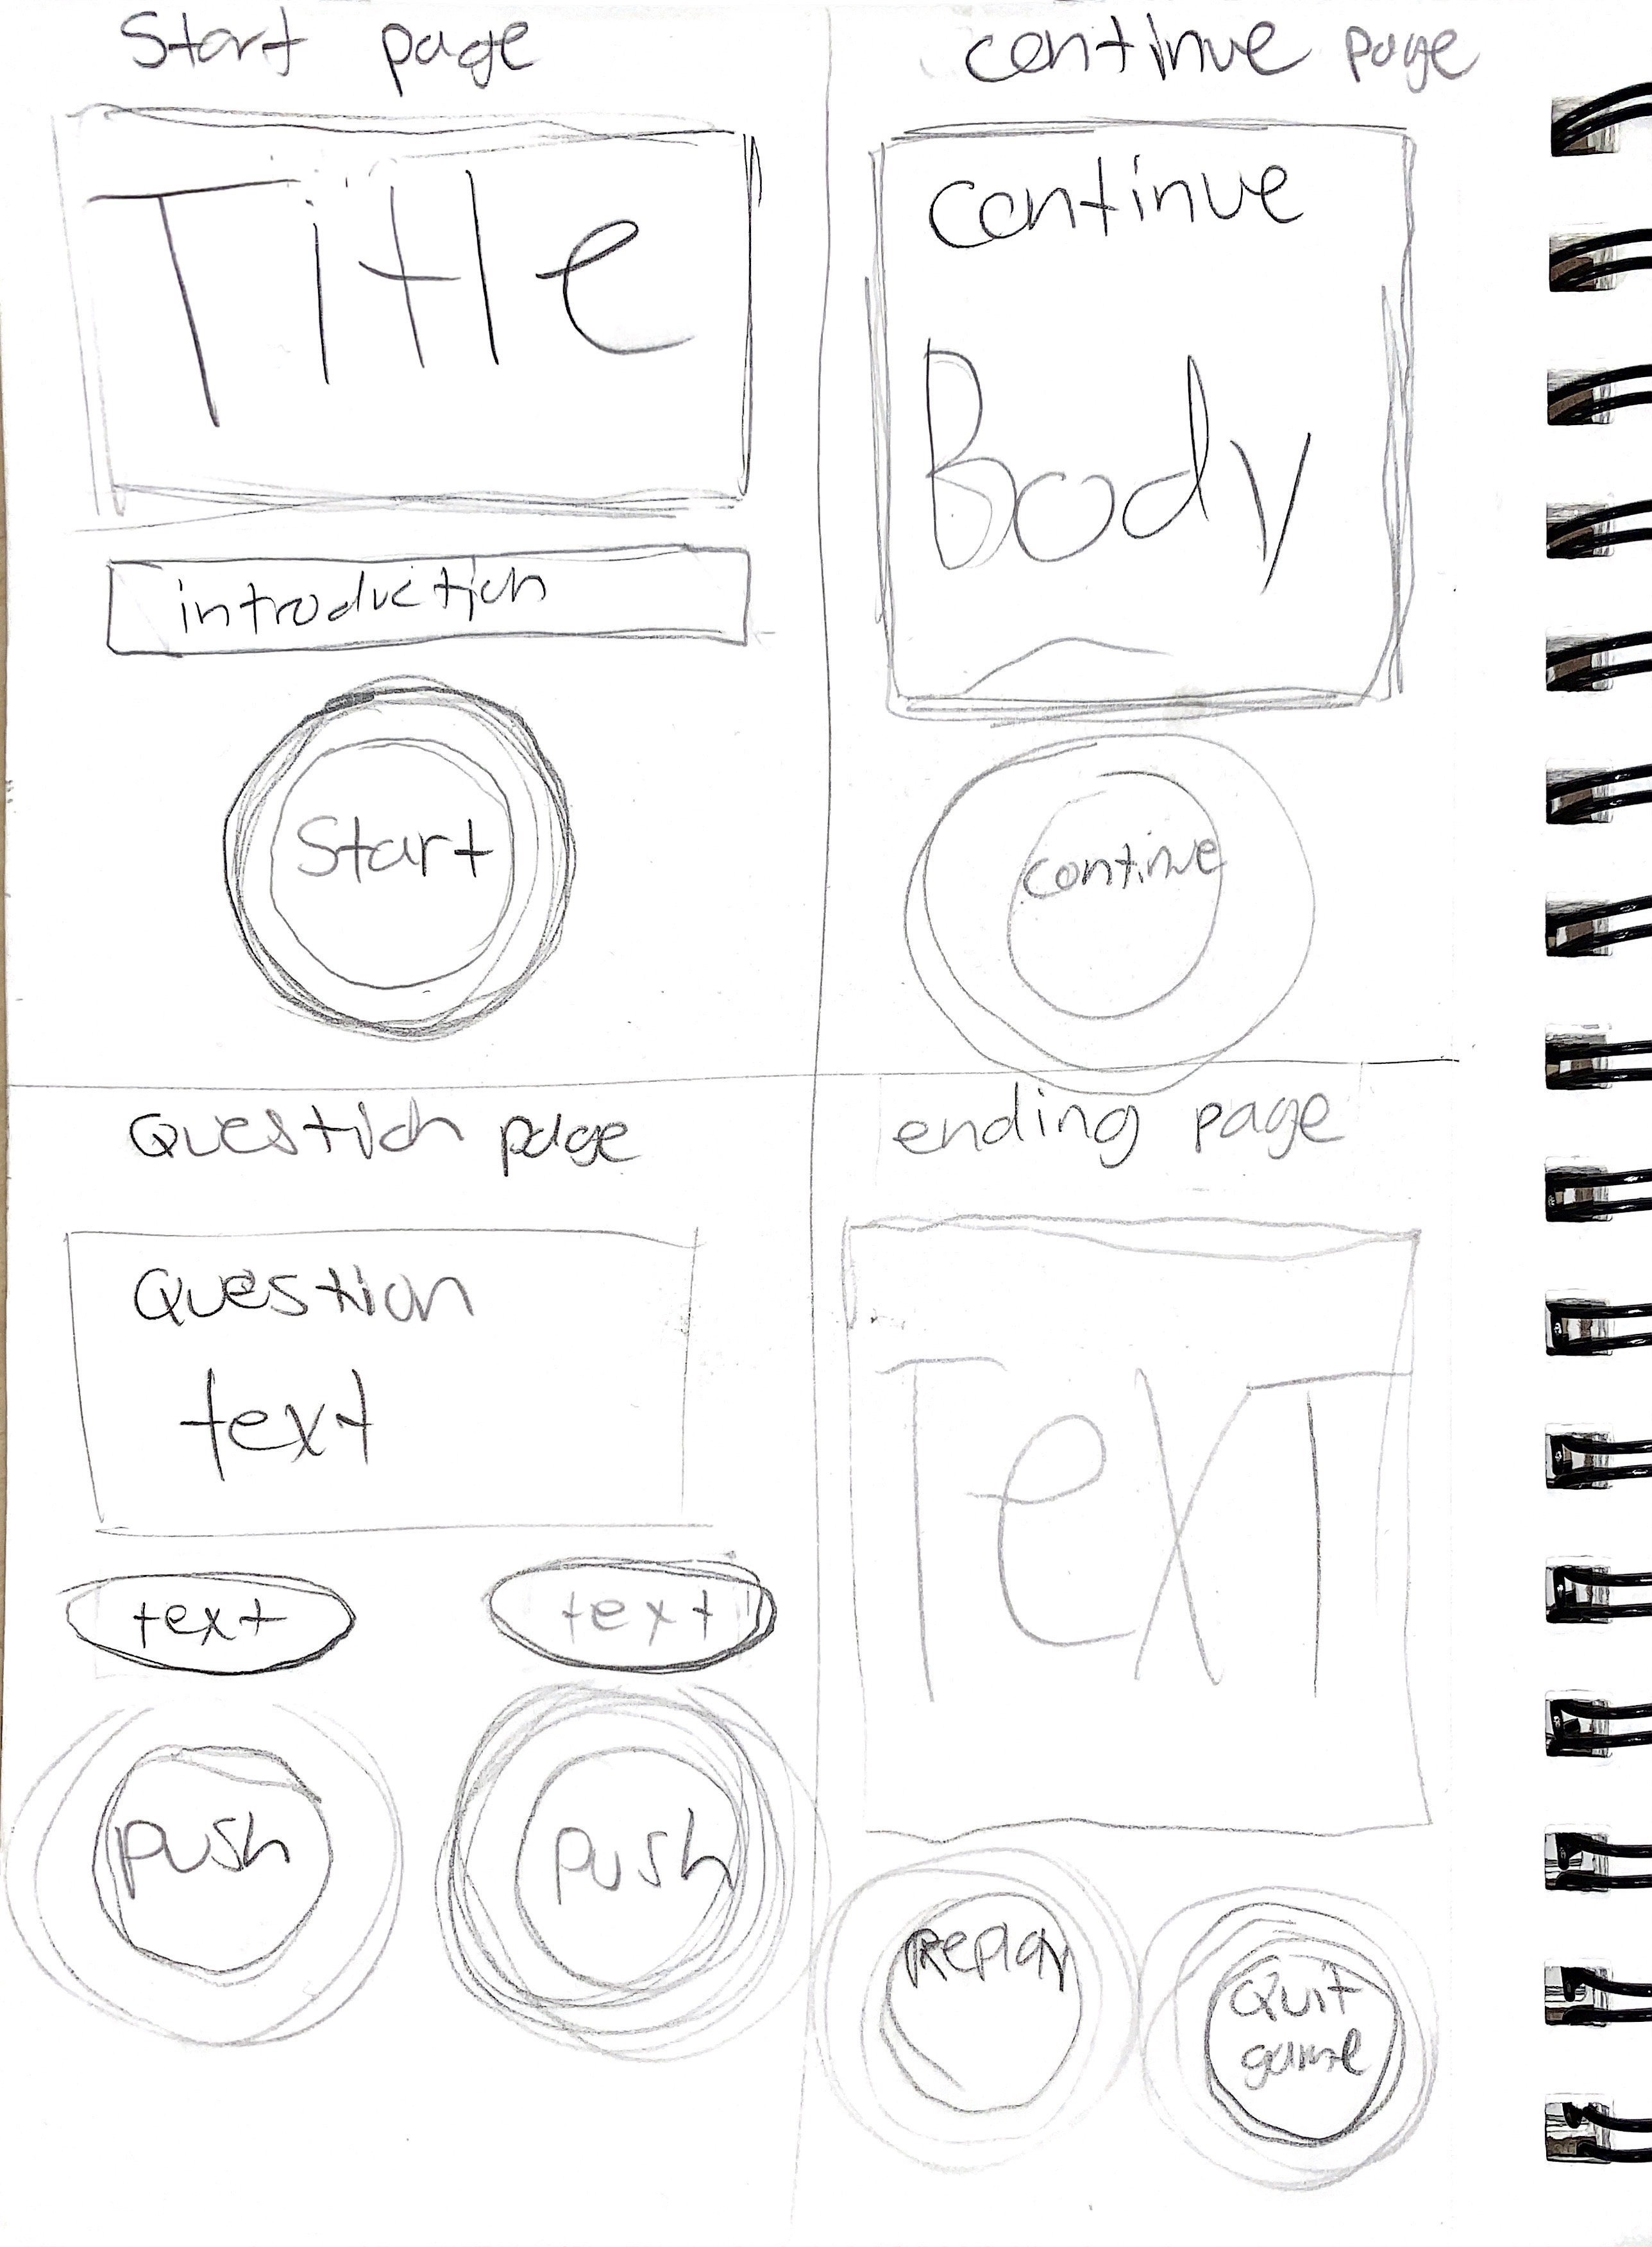 Start page
Title
introduction
Start
continue page
continue
Body
continue
Question page
Question
text
text
text
push
push
ending page
TeXT
Replay
Quit
game